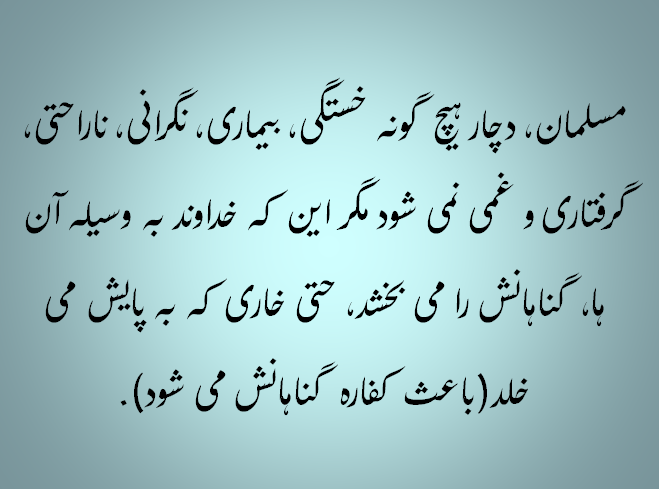 مسلمان، دچار هیچ گونه خستگی، بیماری، نگرانی، ناراحتی،
گرفتاری و غمی نمی شود مگر این که خداوند به وسیله آن
ها، گناهانش را می بخشد، حتی خاری که به پایش می
خلد(باعث کفاره گناهانش می شود).